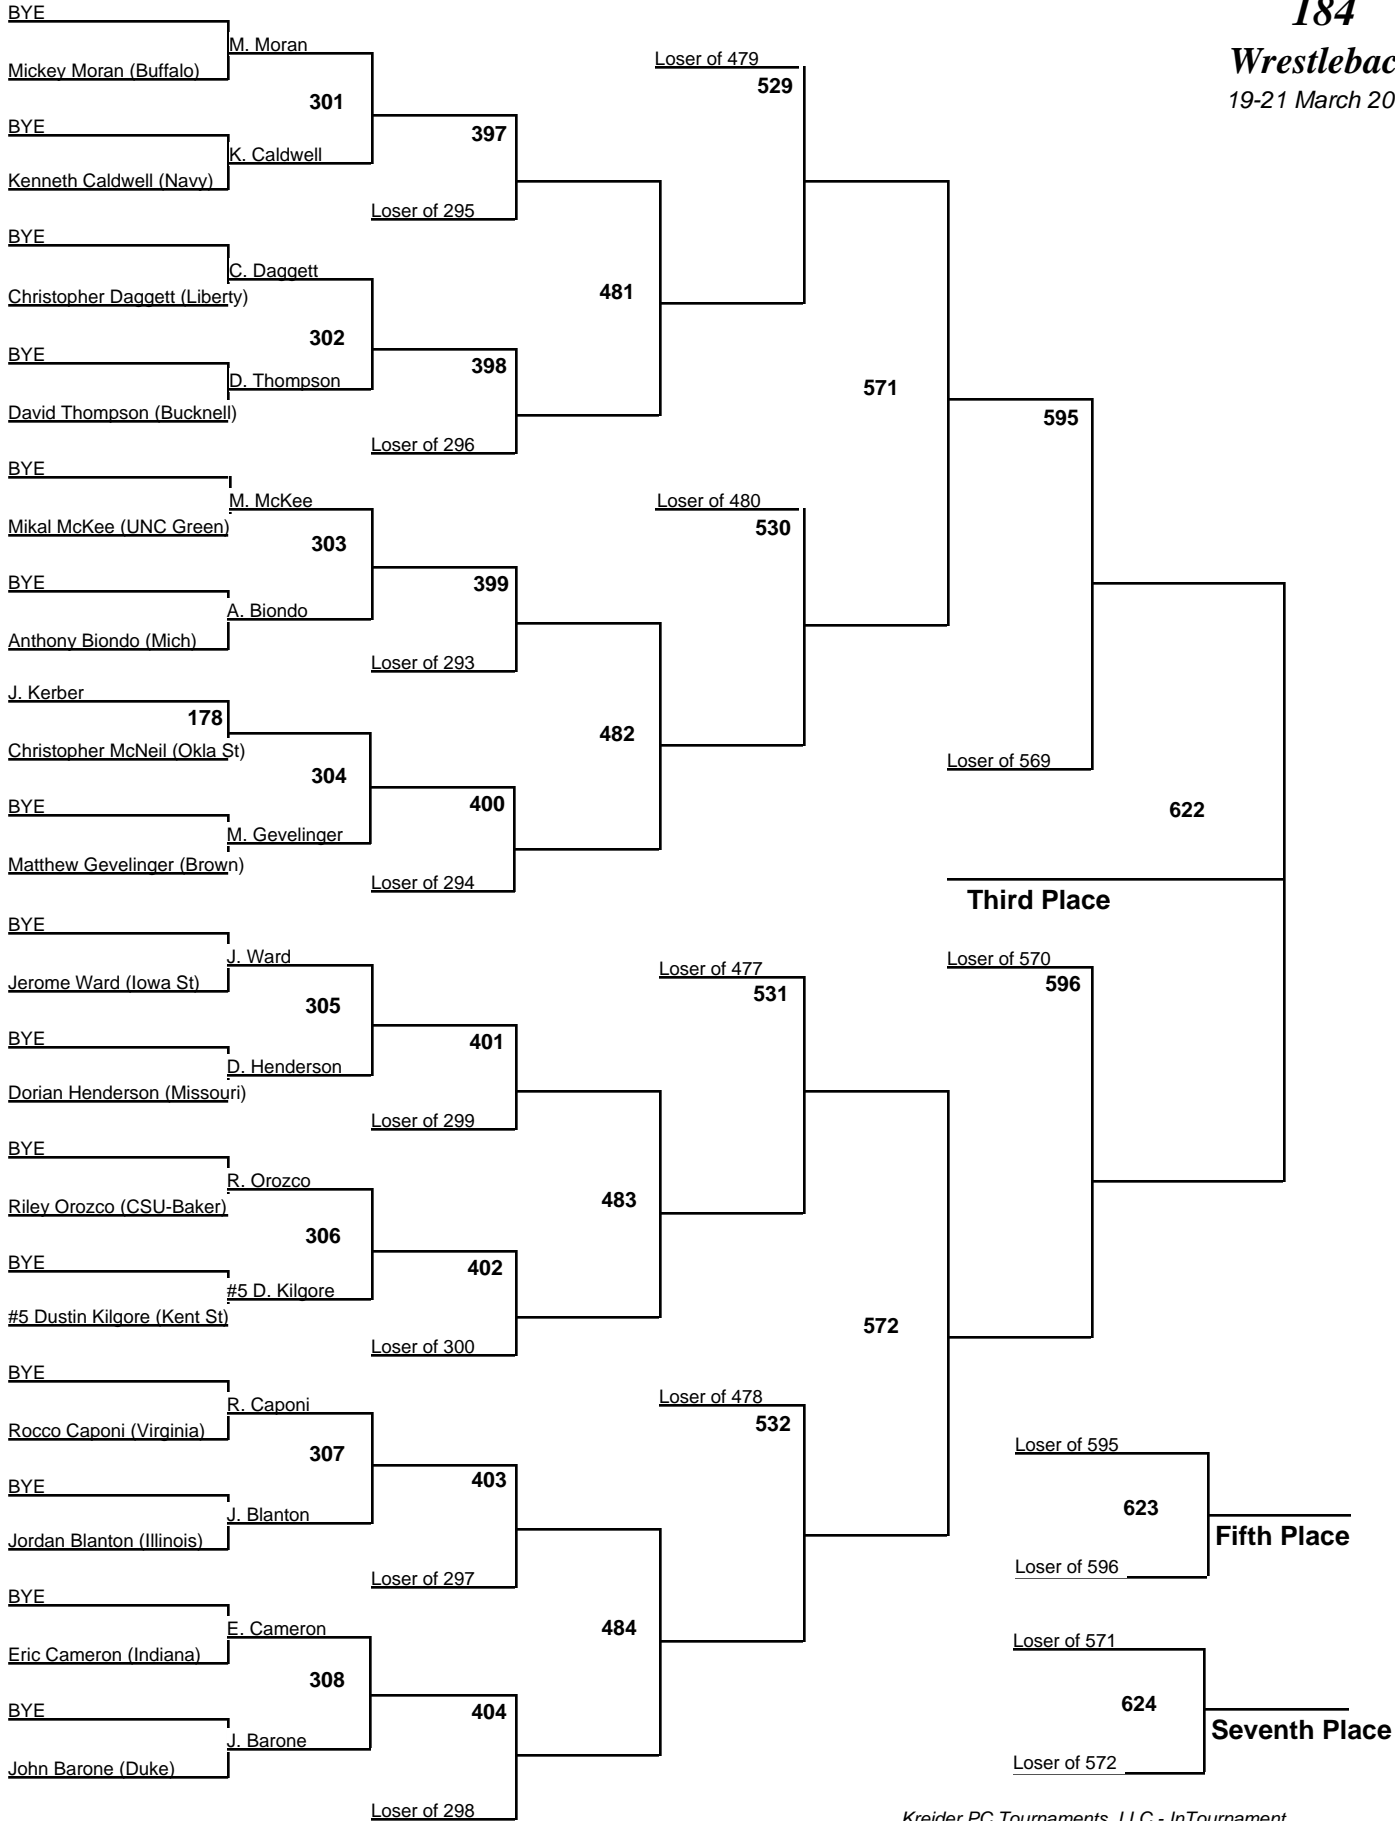 184
Wrestlebac
19-21 March 20
BYE
M. Moran
Mickey Moran (Buffalo)
301
BYE
K. Caldwell
Kenneth Caldwell (Navy)
397
Loser of 295
BYE
C. Daggett
Christopher Daggett (Liberty)
302
BYE
D. Thompson
David Thompson (Bucknell)
398
Loser of 296
481
Loser of 479
529
BYE
M. McKee
Mikal McKee (UNC Green)
303
BYE
A. Biondo
Anthony Biondo (Mich)
399
Loser of 293
J. Kerber
178
Christopher McNeil (Okla St)
304
BYE
M. Gevelinger
Matthew Gevelinger (Brown)
400
Loser of 294
482
Loser of 480
530
571
595
Loser of 569
622
Third Place
BYE
J. Ward
Jerome Ward (Iowa St)
305
BYE
D. Henderson
Dorian Henderson (Missouri)
401
Loser of 299
BYE
R. Orozco
Riley Orozco (CSU-Baker)
306
BYE
#5 D. Kilgore
#5 Dustin Kilgore (Kent St)
402
Loser of 300
483
Loser of 477
531
Loser of 570
596
BYE
R. Caponi
Rocco Caponi (Virginia)
307
BYE
J. Blanton
Jordan Blanton (Illinois)
403
Loser of 297
BYE
E. Cameron
Eric Cameron (Indiana)
308
BYE
J. Barone
John Barone (Duke)
404
Loser of 298
484
Loser of 478
532
572
Loser of 595
623
Fifth Place
Loser of 596
Loser of 571
624
Seventh Place
Loser of 572
Kreider PC Tournaments, LLC - InTournament